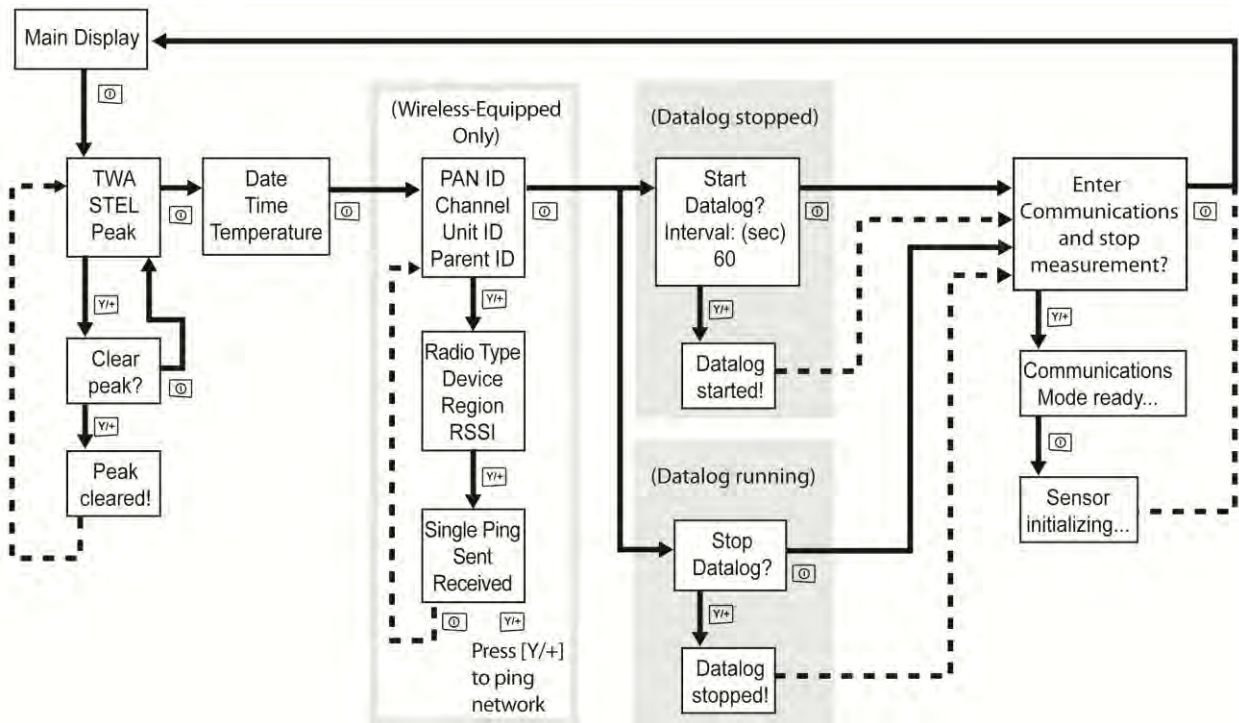 Main Display
TWA
STEL
Peak
Y/+
Clear
peak?
Y/+
Peak
cleared!
Date
Time
Temperature
(Wireless-Equipped
Only)
PAN ID
Channel
Unit ID
Parent ID
Y/+
Radio Type
Device
Region
RSSI
Y/+
Single Ping
Sent
Received
Y/+
Press [Y/+]
to ping
network
(Datalog stopped)
Start
Datalog?
Interval: (sec)
60
Y/+
Datalog
started!
(Datalog running)
Stop
Datalog?
Y/+
Datalog
stopped!
Enter
Communications
and stop
measurement?
Y/+
Communications
Mode ready...
Sensor
initializing...